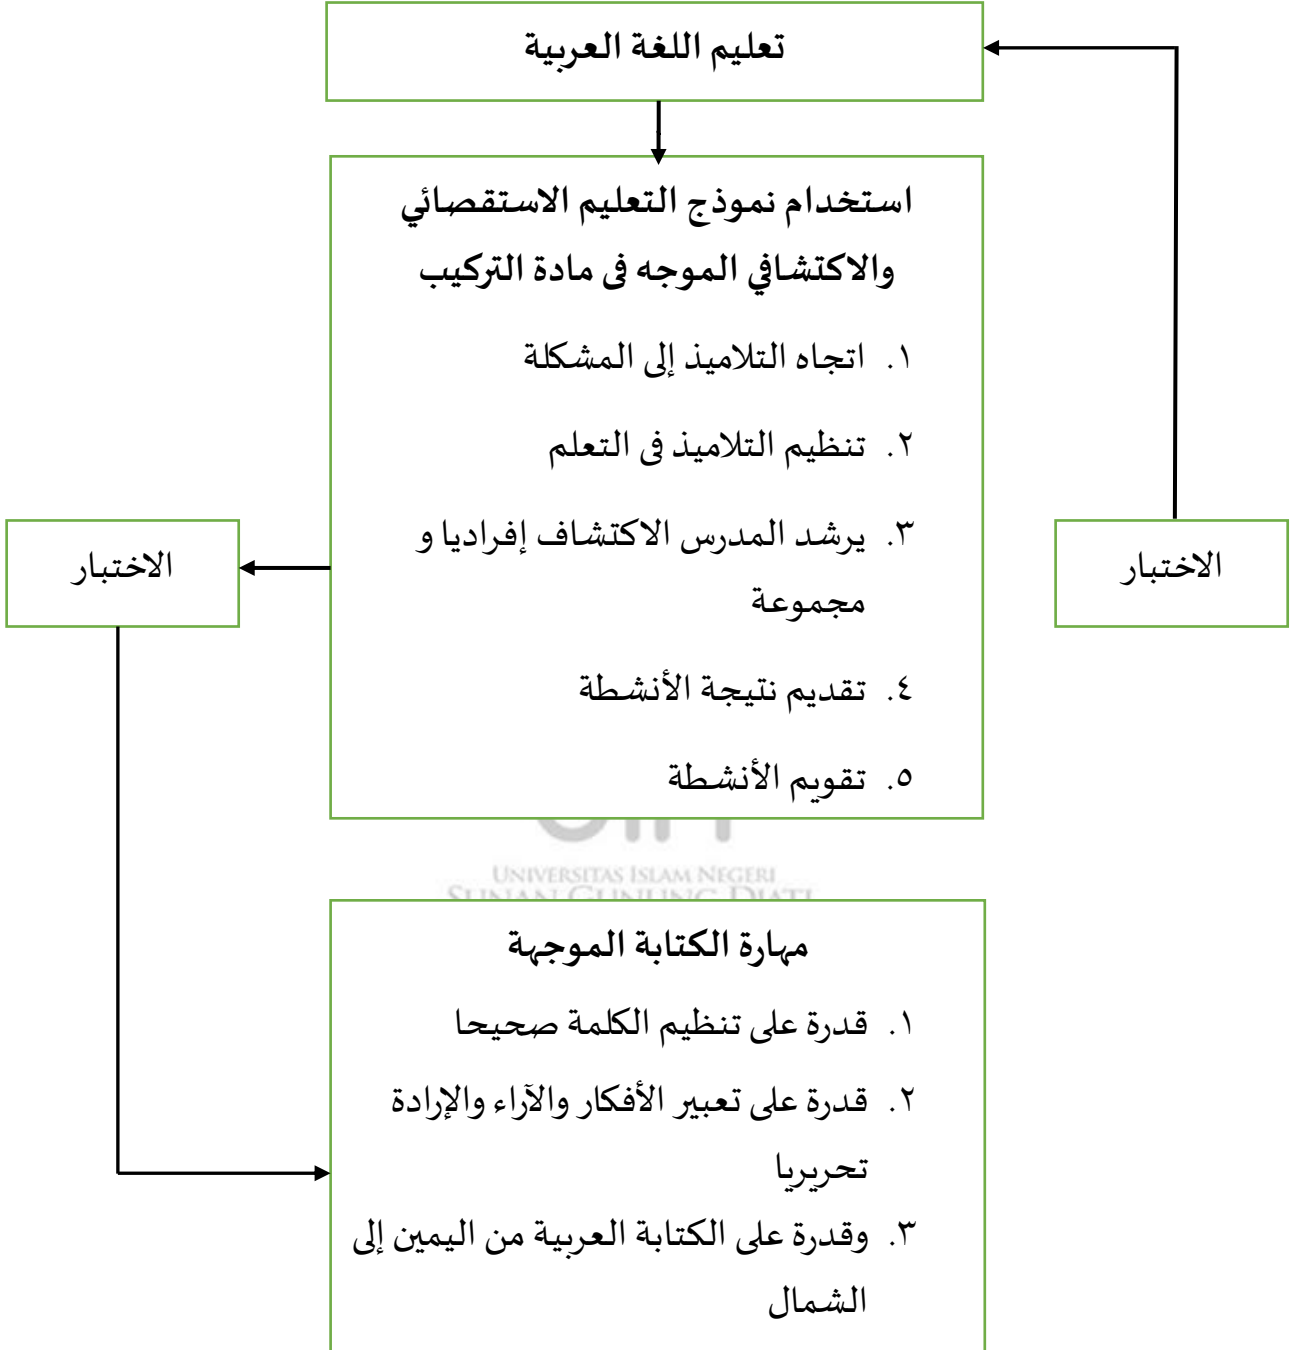 تعليم اللغة العربية
استخدام نموذج التعليم الاستقصائي
والاكتشافي الموجه فى مادة التركيب
١. اتجاه التلاميذ إلى المشكلة
٢. تنظيم التلاميذ فى التعلم
٣. يرشد المدرس الاكتشاف إفراديا و
مجموعة
٤. تقديم نتيجة الأنشطة
٥. تقويم الأنشطة
الاختبار
الاختبار
UNIVERSITAS ISLAM NEGERI
SUNAN GUNUNG DJATI
مهارة الكتابة الموجهة
١. قدرة على تنظيم الكلمة صحيحا
٢. قدرة على تعبير الأفكار والآراء والإرادة
تحريريا
٣. وقدرة على الكتابة العربية من اليمين إلى
الشمال